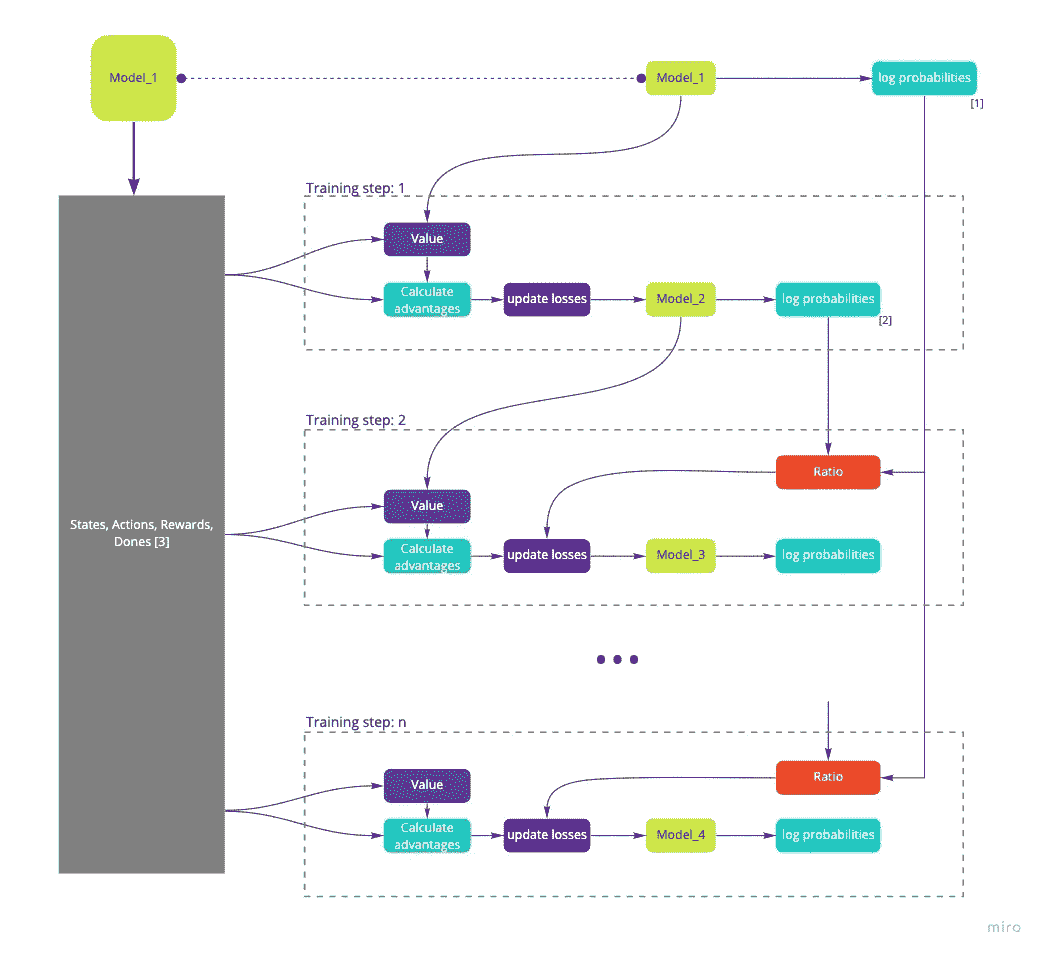 Model_1
Model_1
log probabilities
[1]
Training step: 1
Value
Calculate
advantages
update losses
Model_2
log probabilities
[2]
Training step: 2
Ratio
Value
Calculate
advantages
update losses
Model_3
log probabilities
States, Actions, Rewards,
Dones [3]
Training step: n
Ratio
Value
Calculate
advantages
update losses
Model_4
log probabilities
miro